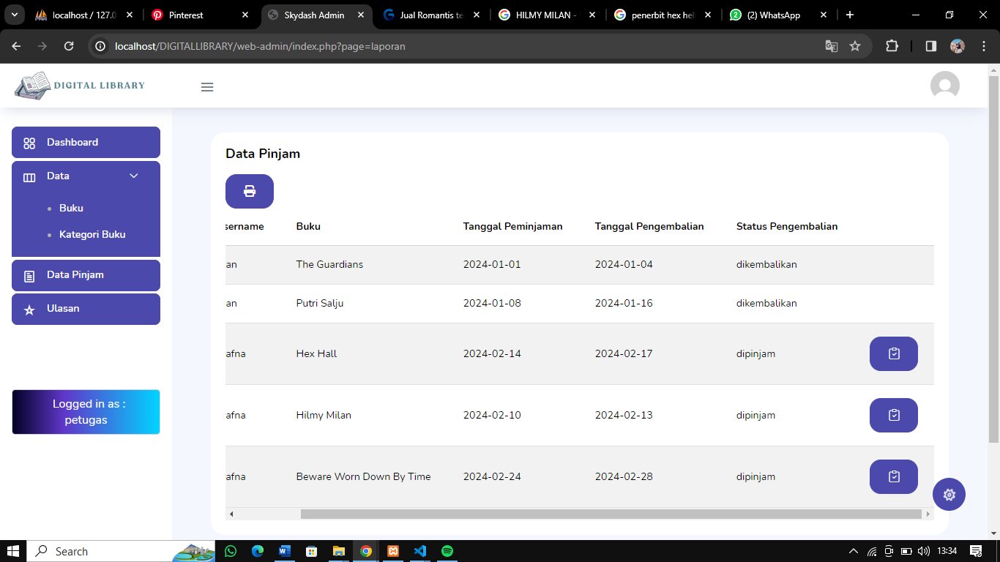 localhost / 127.0
Pinterest
Skydash Admin
Jual Romantis te
HILMY MILAN -
penerbit hex hel
(2) WhatsApp
localhost/DIGITALLIBRARY/web-admin/index.php?page=laporan
DIGITAL LIBRARY
Dashboard
Data
Buku
Kategori Buku
Data Pinjam
Ulasan
Logged in as :
petugas
Data Pinjam
sername Buku Tanggal Peminjaman Tanggal Pengembalian Status Pengembalian
an The Guardians 2024-01-01 2024-01-04 dikembalikan
an Putri Salju 2024-01-08 2024-01-16 dikembalikan
afna Hex Hall 2024-02-14 2024-02-17 dipinjam
afna Hilmy Milan 2024-02-10 2024-02-13 dipinjam
afna Beware Worn Down By Time 2024-02-24 2024-02-28 dipinjam
Search
13:34